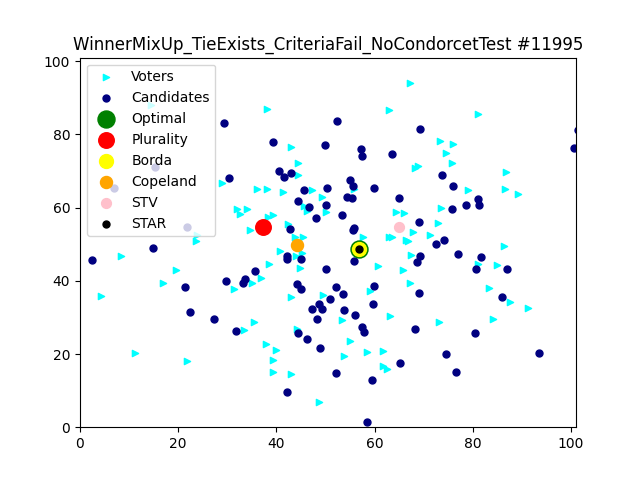 WinnerMixUp_TieExists_CriteriaFail_NoCondorcetTest #11995
100
80
60
40
20
0
0 20 40 60 80 100
Voters
Candidates
Optimal
Plurality
Borda
Copeland
STV
STAR